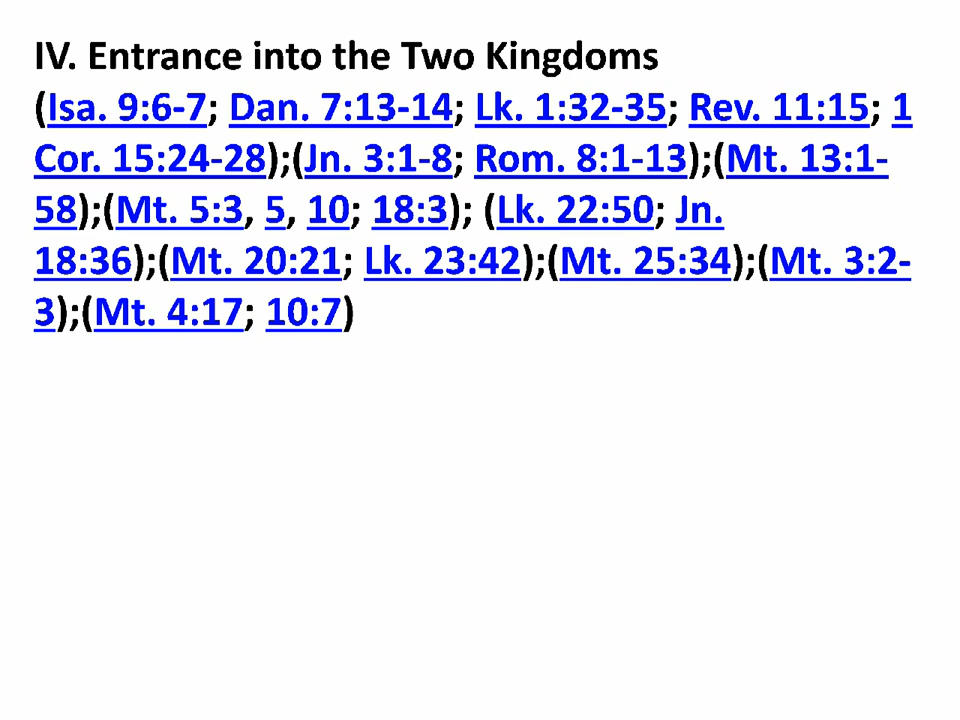 IV. Entrance into the Two Kingdoms
(Isa. 9:6-7; Dan. 7:13-14; Lk. 1:32-35; Rev. 11:15; 1
Cor. 15:24-28);(Jn. 3:1-8; Rom. 8:1-13);(Mt. 13:1-
58);(Mt. 5:3, 5, 10; 18:3); (Lk. 22:50; Jn.
18:36);(Mt. 20:21; Lk. 23:42);(Mt. 25:34);(Mt. 3:2-
3);(Mt. 4:17; 10:7)